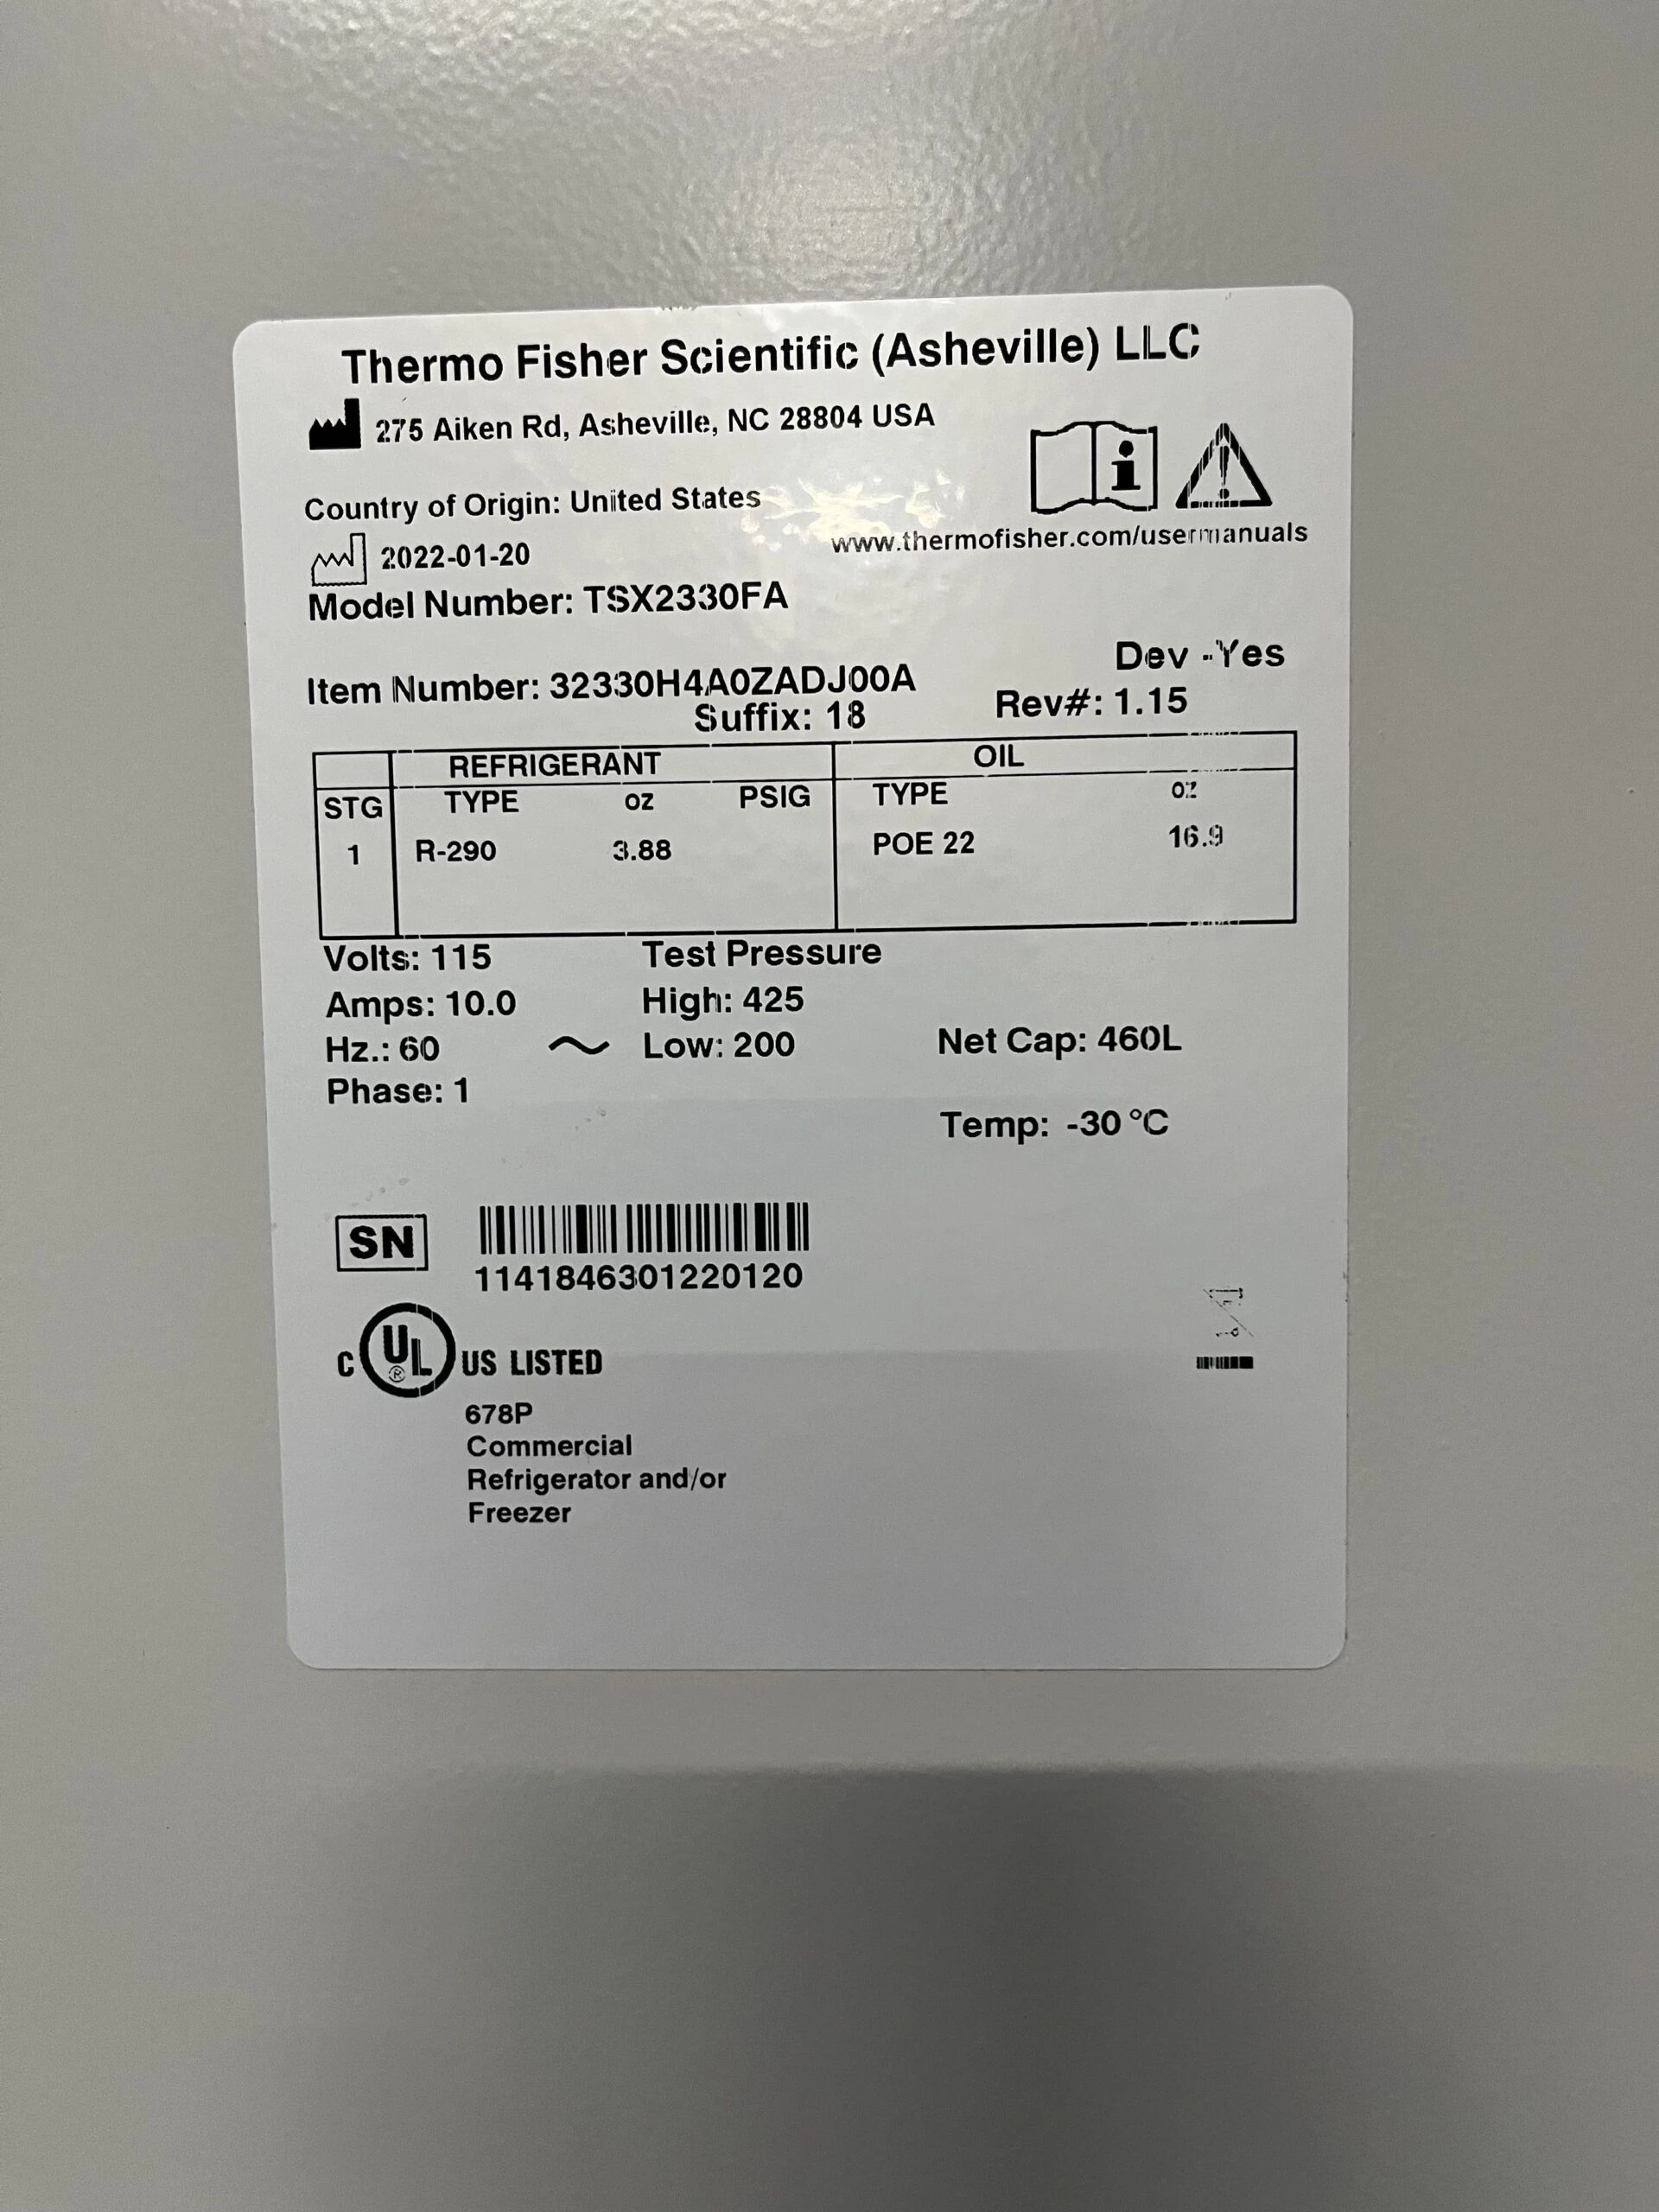 Thermo Fisher Scientific (Asheville) LLC
275 Aiken Rd, Asheville, NC 28804 USA
Country of Origin: United States
www.thermofisher.com/usermanuals
2022-01-20
Model Number: TSX2330FA
Dev -Yes
Item Number: 32330H4A0ZADJ00A
Suffix: 18
Rev#: 1.15
REFRIGERANT OIL
STG TYPE oz PSIG TYPE oz
1 R-290 3.88 POE 22 16.9
Volts: 115 Test Pressure
Amps: 10.0 High: 425
Hz.: 60 ~ Low: 200 Net Cap: 460L
Phase: 1
Temp: -30 °C
SN
1141846301220120
C UL ® US LISTED
678P
Commercial
Refrigerator and/or
Freezer